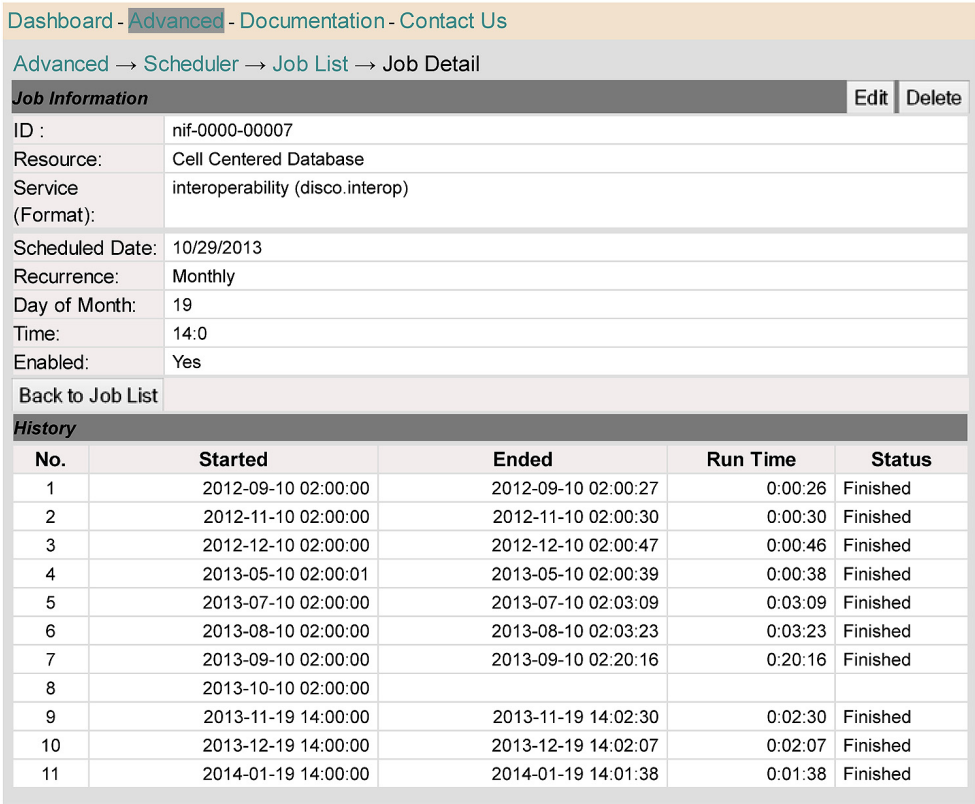 Dashboard - Advanced - Documentation - Contact Us
Advanced → Scheduler → Job List → Job Detail
Job Information Edit Delete
ID : nif-0000-00007
Resource: Cell Centered Database
Service (Format): interoperability (disco.interop)
Scheduled Date: 10/29/2013
Recurrence: Monthly
Day of Month: 19
Time: 14:0
Enabled: Yes
Back to Job List
History
No. Started Ended Run Time Status
1 2012-09-10 02:00:00 2012-09-10 02:00:27 0:00:26 Finished
2 2012-11-10 02:00:00 2012-11-10 02:00:30 0:00:30 Finished
3 2012-12-10 02:00:00 2012-12-10 02:00:47 0:00:46 Finished
4 2013-05-10 02:00:01 2013-05-10 02:00:39 0:00:38 Finished
5 2013-07-10 02:00:00 2013-07-10 02:03:09 0:03:09 Finished
6 2013-08-10 02:00:00 2013-08-10 02:03:23 0:03:23 Finished
7 2013-09-10 02:00:00 2013-09-10 02:20:16 0:20:16 Finished
8 2013-10-10 02:00:00
9 2013-11-19 14:00:00 2013-11-19 14:02:30 0:02:30 Finished
10 2013-12-19 14:00:00 2013-12-19 14:02:07 0:02:07 Finished
11 2014-01-19 14:00:00 2014-01-19 14:01:38 0:01:38 Finished